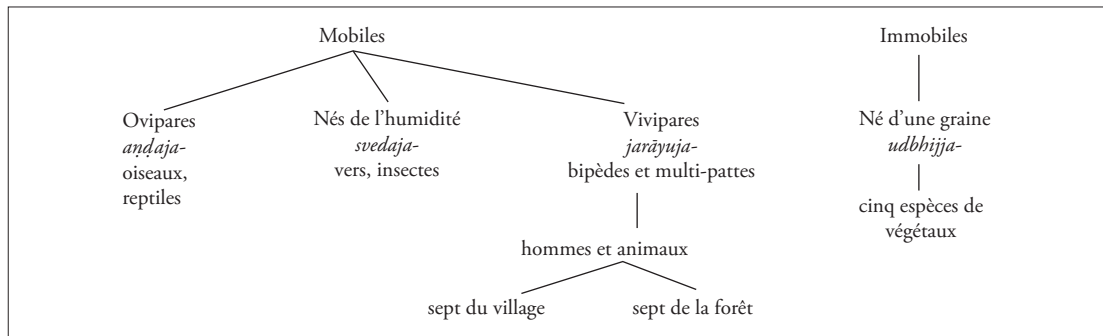 Mobiles
Immobiles
Ovipares
aṇḍaja-
oiseaux,
reptiles
Nés de l’humidité
svedaja-
vers, insectes
Vivipares
jarāyuja-
bipèdes et multi-pattes
Né d’une graine
udbhijja-
cinq espèces de
végétaux
hommes et animaux
sept du village
sept de la forêt